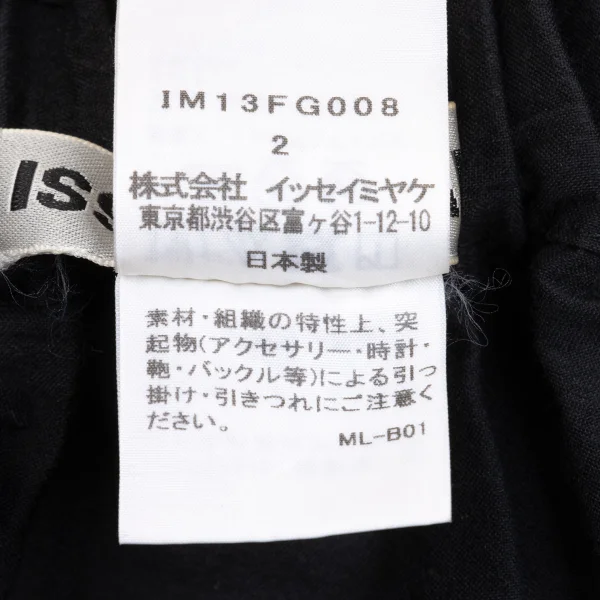 IM13FG008
2
ISS
株式会社 イッセイミヤケ
東京都渋谷区富ヶ谷1-12-10
日本製
素材・組織の特性上、突
起物(アクセサリー・時計・
鞄・バックル等)による引っ
掛け・引きつれにご注意く
ださい。
ML-B01